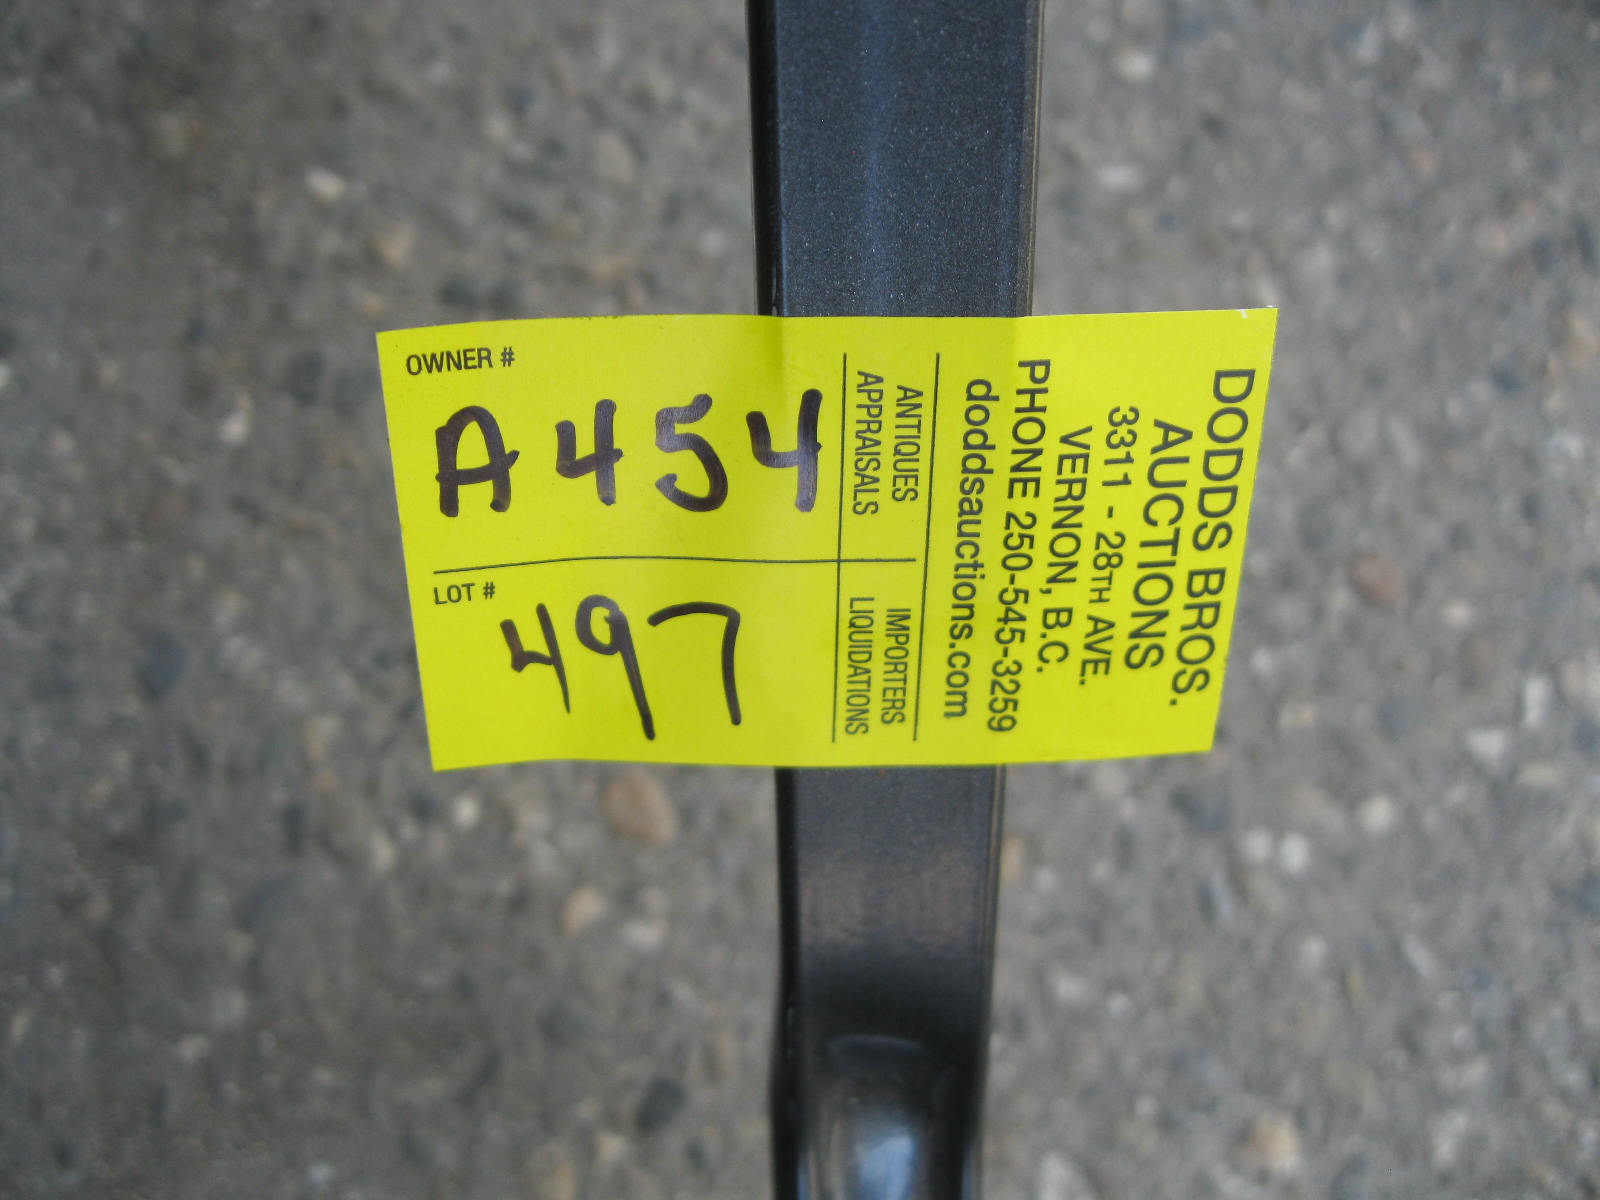 DODDS BROS.
AUCTIONS
3311 - 28TH AVE.
VERNON, B.C.
PHONE 250-545-3259
doddsauctions.com
ANTIQUES
APPRAISALS
IMPORTERS
LIQUIDATIONS
OWNER #
A454
LOT #
497